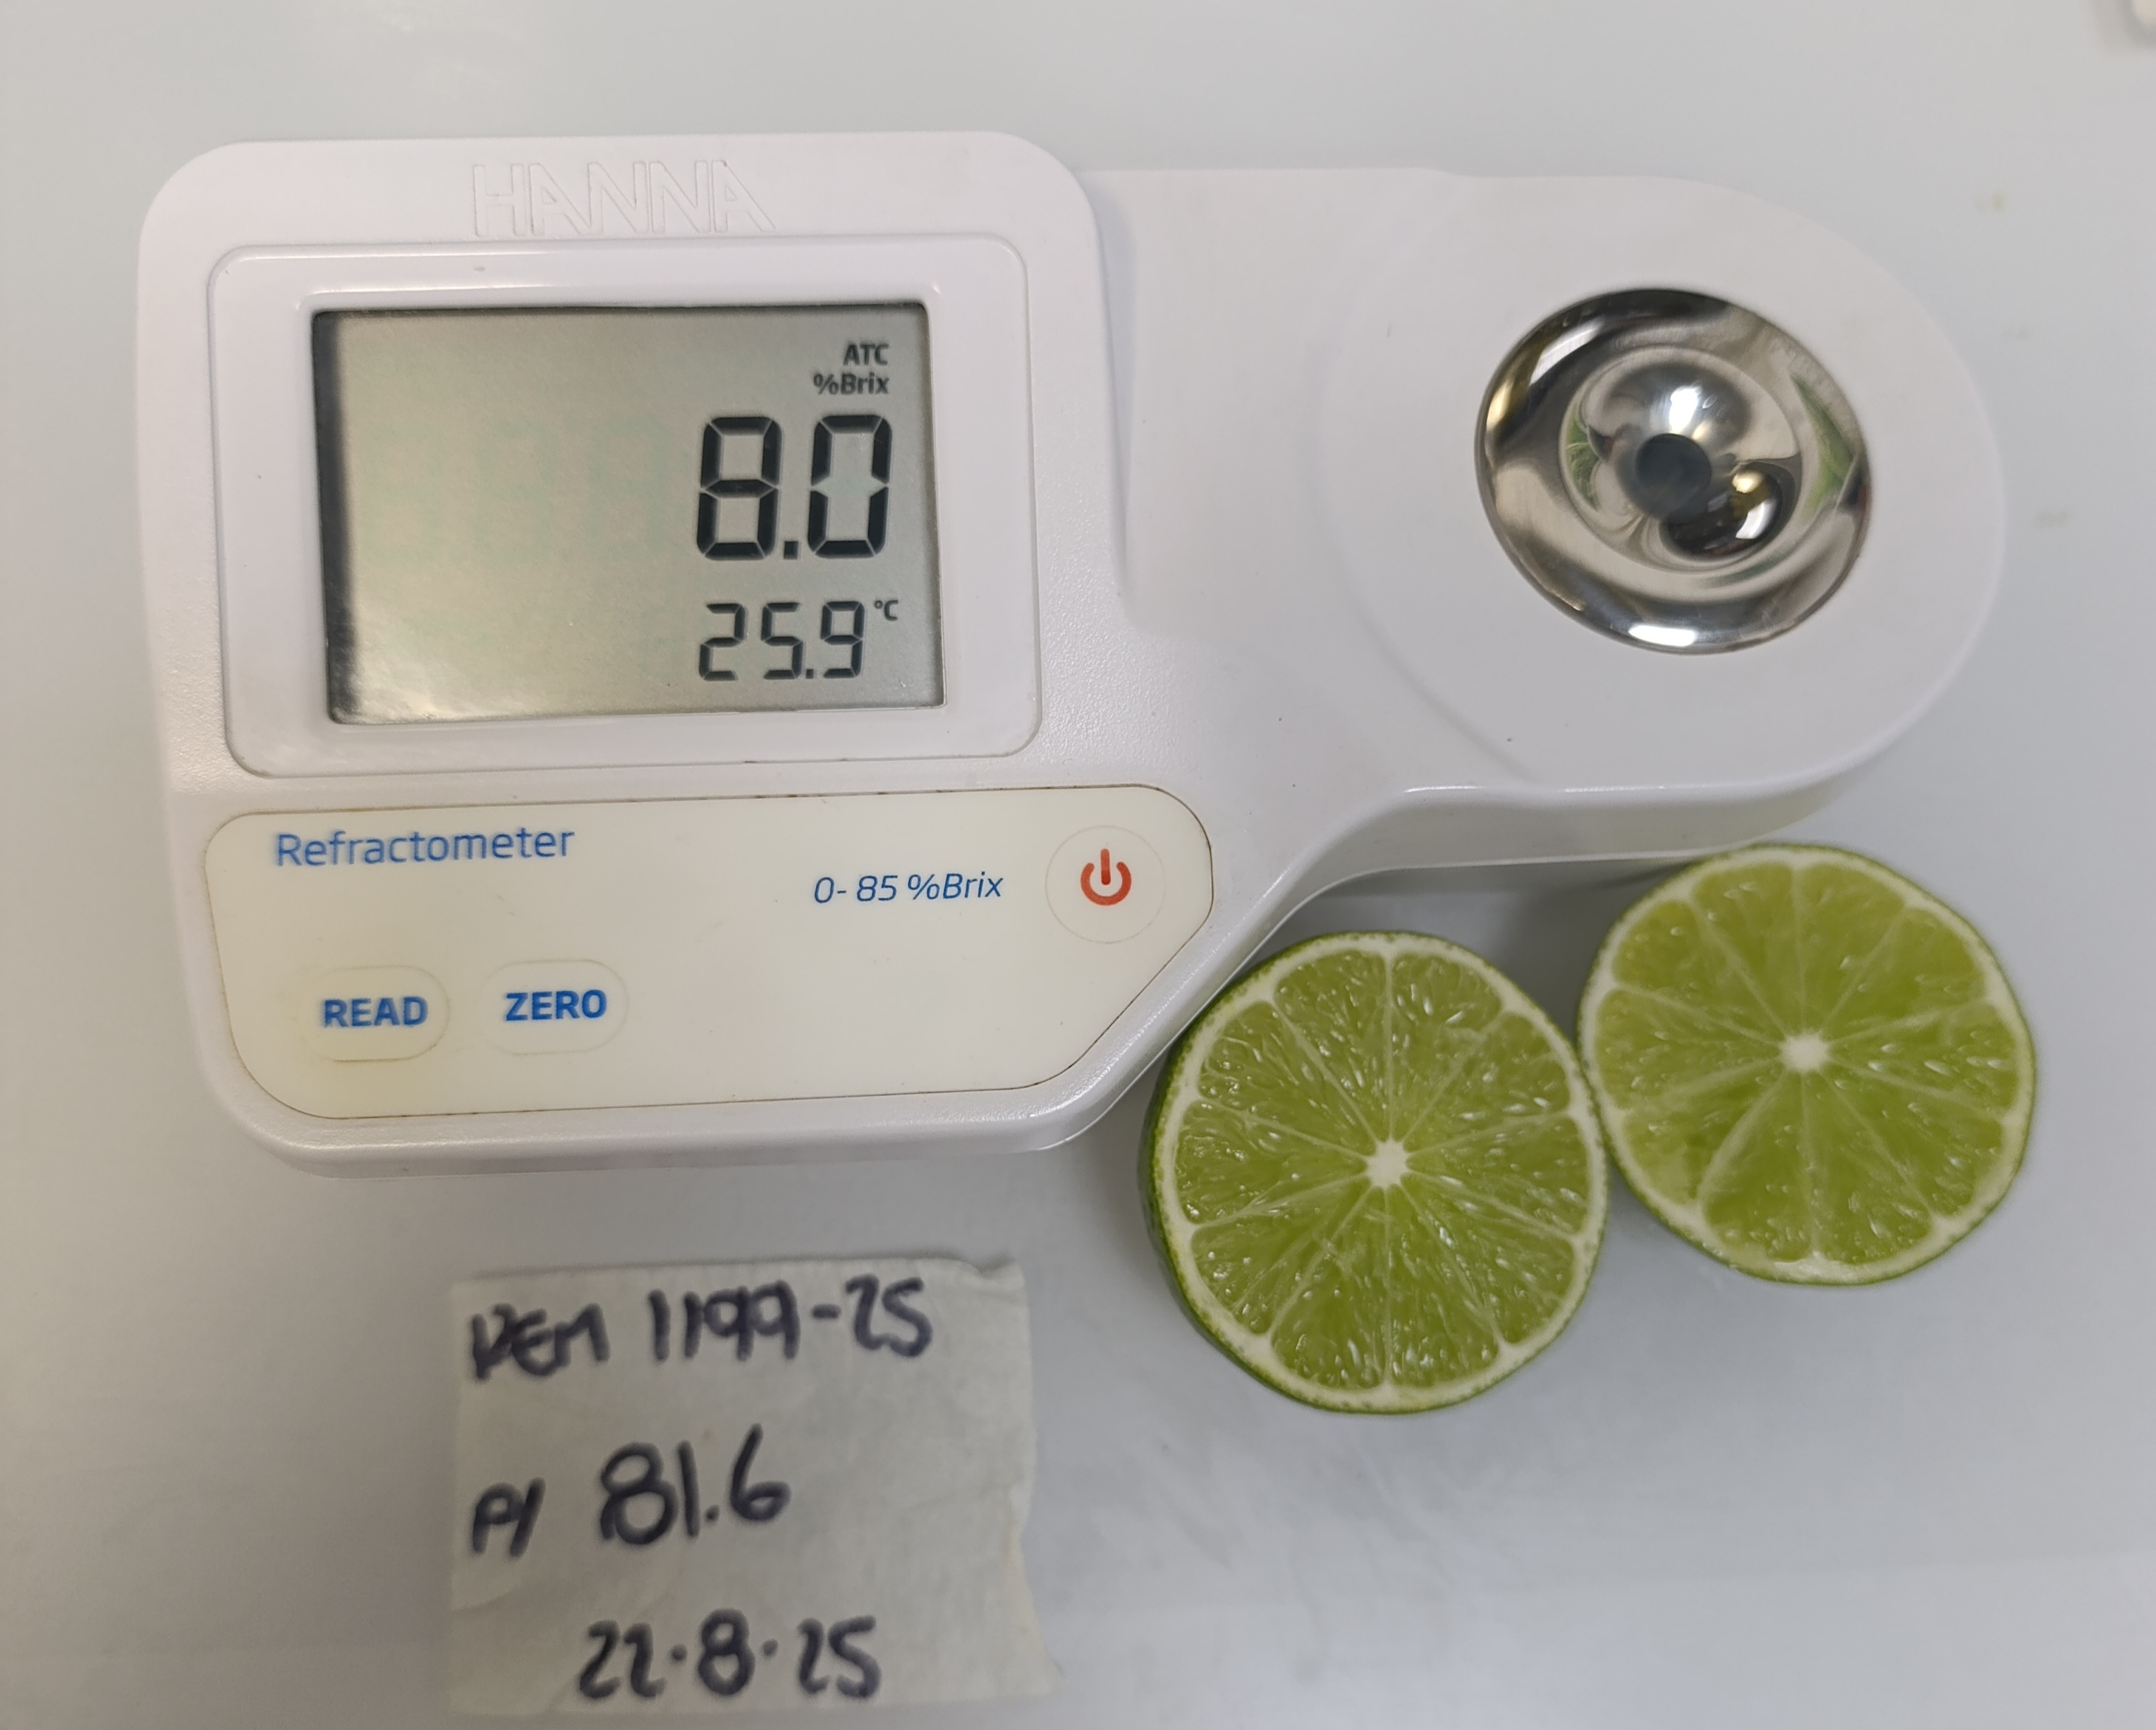 HANNA
ATC
%Brix
8.0
25.9 °C
Refractometer
0-85 %Brix
READ
ZERO
REM 1199-25
P/ 81.6
22.8.25